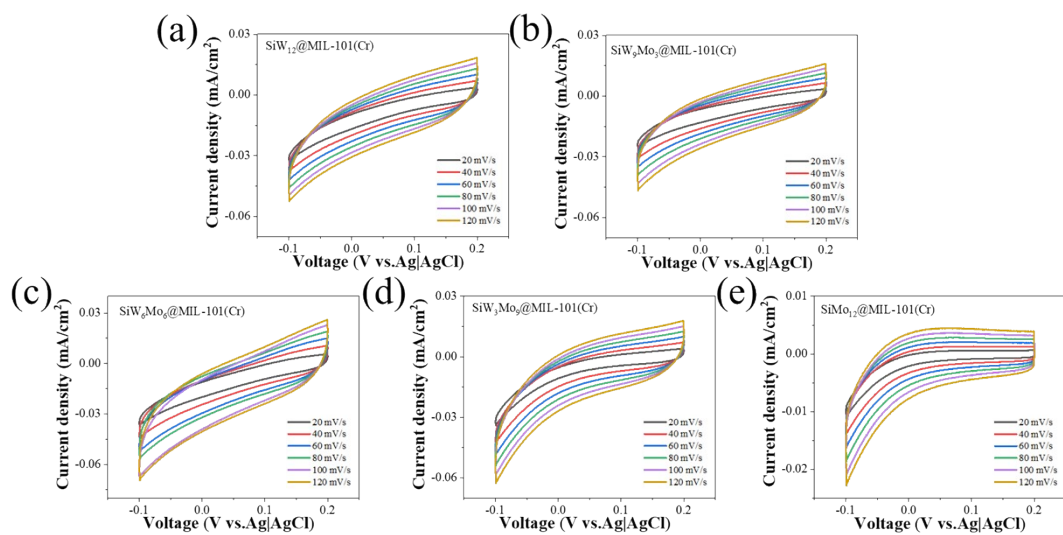 (a)
SiW₁₂@MIL-101(Cr)
Current density (mA/cm²)
0.03
0.00
-0.03
-0.06
20 mV/s
40 mV/s
60 mV/s
80 mV/s
100 mV/s
120 mV/s
-0.1 0.0 0.1 0.2
Voltage (V vs.Ag|AgCl)
(b)
SiW₉Mo₃@MIL-101(Cr)
Current density (mA/cm²)
0.03
0.00
-0.03
-0.06
20 mV/s
40 mV/s
60 mV/s
80 mV/s
100 mV/s
120 mV/s
-0.1 0.0 0.1 0.2
Voltage (V vs.Ag|AgCl)
(c)
SiW₆Mo₆@MIL-101(Cr)
Current density (mA/cm²)
0.03
0.00
-0.03
-0.06
20 mV/s
40 mV/s
60 mV/s
80 mV/s
100 mV/s
120 mV/s
-0.1 0.0 0.1 0.2
Voltage (V vs.Ag|AgCl)
(d)
SiW₃Mo₉@MIL-101(Cr)
Current density (mA/cm²)
0.03
0.00
-0.03
-0.06
20 mV/s
40 mV/s
60 mV/s
80 mV/s
100 mV/s
120 mV/s
-0.1 0.0 0.1 0.2
Voltage (V vs.Ag|AgCl)
(e)
SiMo₁₂@MIL-101(Cr)
Current density (mA/cm²)
0.01
0.00
-0.01
-0.02
20 mV/s
40 mV/s
60 mV/s
80 mV/s
100 mV/s
120 mV/s
-0.1 0.0 0.1 0.2
Voltage (V vs.Ag|AgCl)